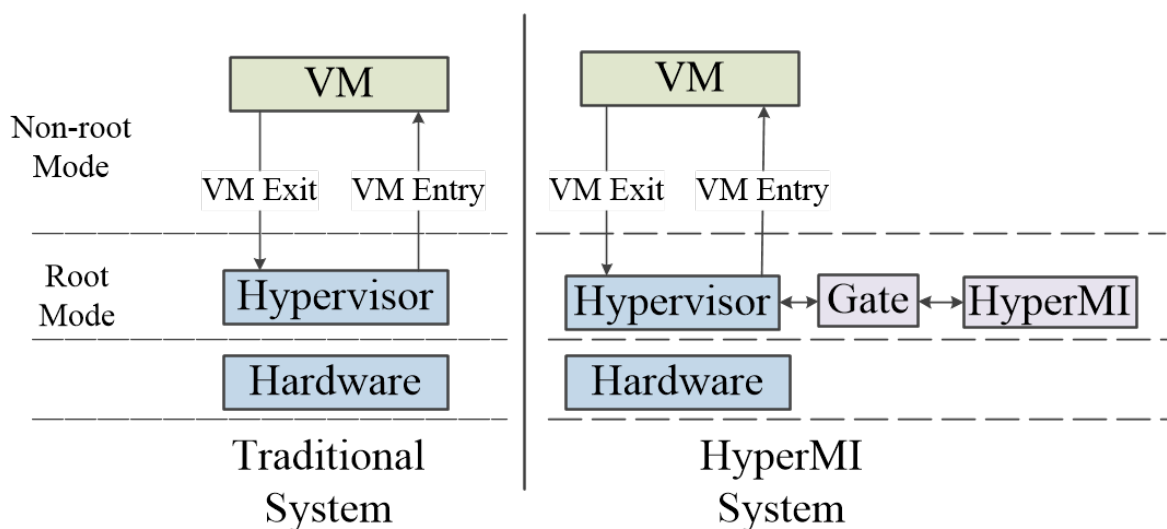 Non-root
Mode
Root
Mode
VM
VM Exit
VM Entry
Hypervisor
Hardware
Traditional
System
VM
VM Exit
VM Entry
Hypervisor
Gate
HyperMI
Hardware
HyperMI
System